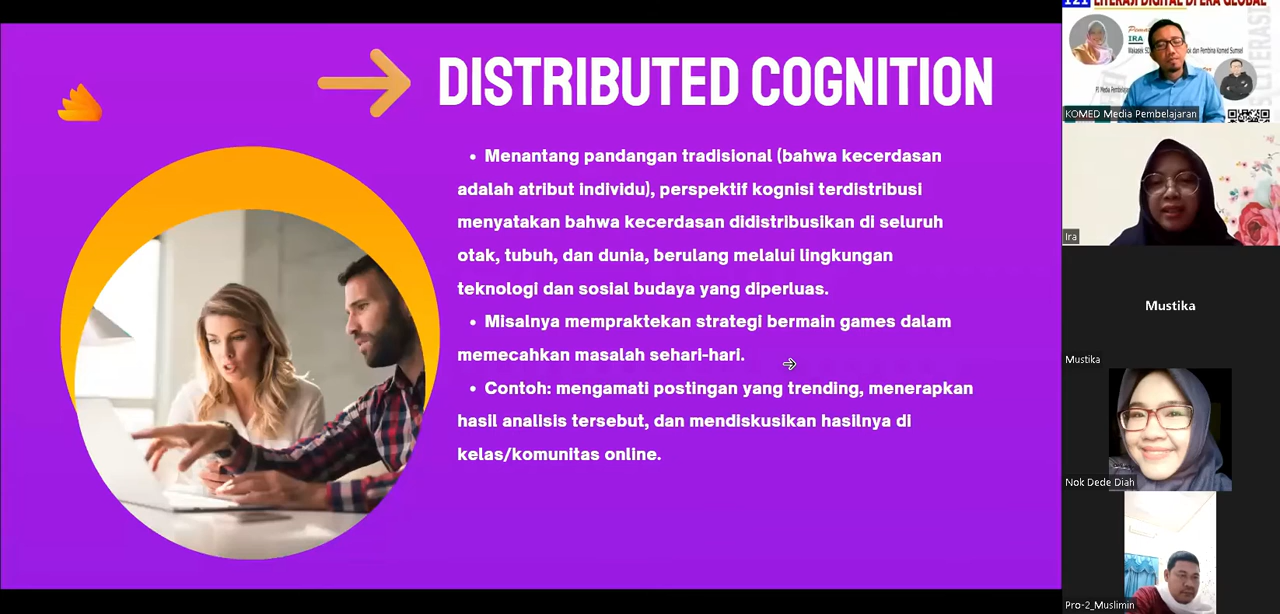 DISTRIBUTED COGNITION
• Menantang pandangan tradisional (bahwa kecerdasan
adalah atribut individu), perspektif kognisi terdistribusi
menyatakan bahwa kecerdasan didistribusikan di seluruh
otak, tubuh, dan dunia, berulang melalui lingkungan
teknologi dan sosial budaya yang diperluas.
• Misalnya mempraktekan strategi bermain games dalam
memecahkan masalah sehari-hari.
• Contoh: mengamati postingan yang trending, menerapkan
hasil analisis tersebut, dan mendiskusikan hasilnya di
kelas/komunitas online.
121 LITERASI DIGITAL DI ERA GLOBAL
IRA
KOMED Media Pembelajaran
Ira
Mustika
Mustika
Nok Dede Diah
Pro-2_Muslimin